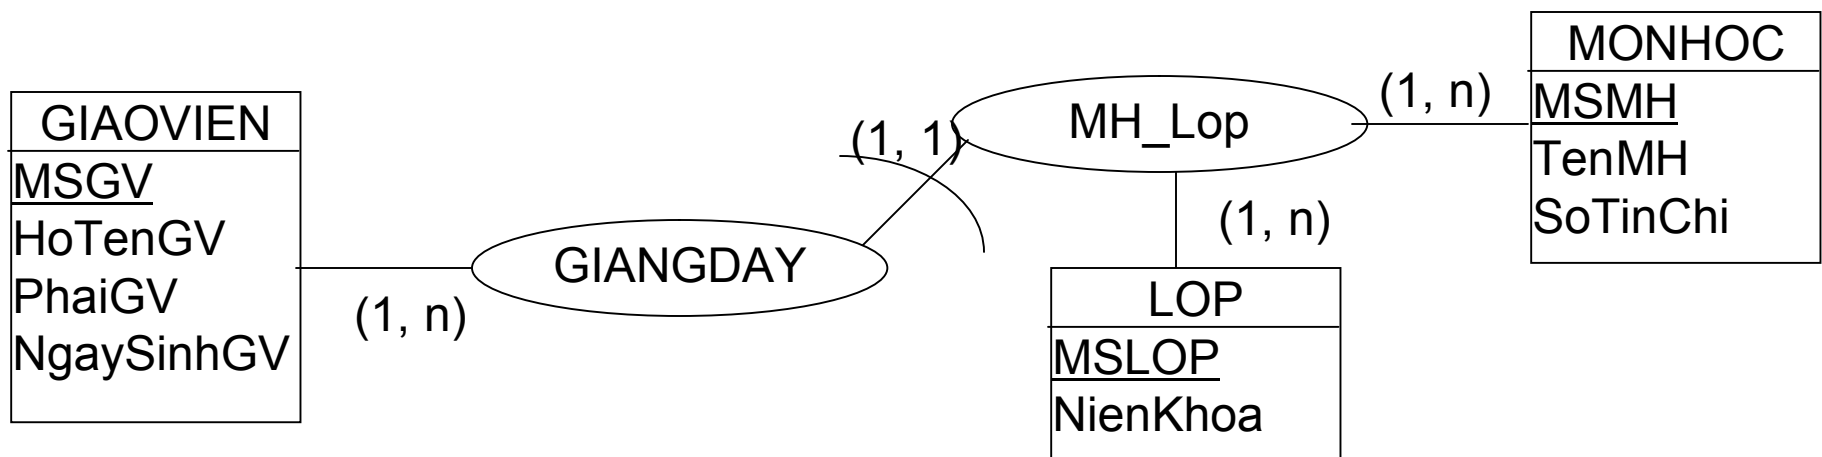 GIAOVIEN
MSGV
HoTenGV
PhaiGV
NgaySinhGV
(1, n)
GIANGDAY
(1, 1)
MH_Lop
(1, n)
(1, n)
LOP
MSLOP
NienKhoa
MONHOC
MSMH
TenMH
SoTinChi